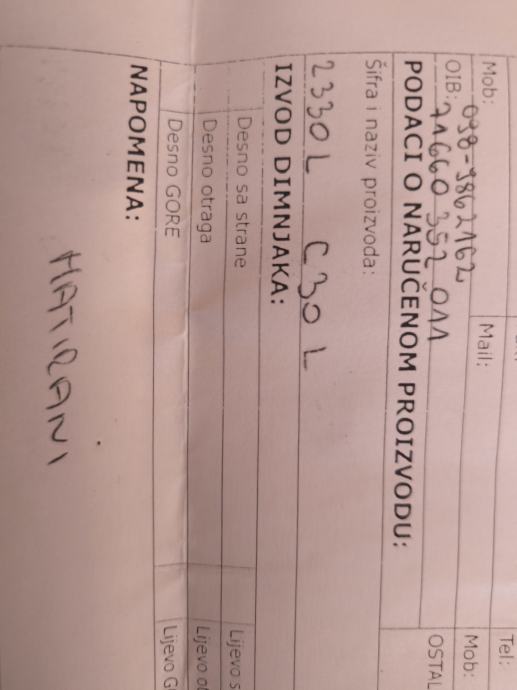 Tel:
Mob: 098-9862162 Mail: Mob:
OIB: 71660 352 011 OSTAL
PODACI O NARUČENOM PROIZVODU:
Šifra i naziv proizvoda:
2330L C30L
IZVOD DIMNJAKA:
Desno sa strane Lijevo s
Desno otraga Lijevo ot
Desno GORE Lijevo G
NAPOMENA:
MATIRANI